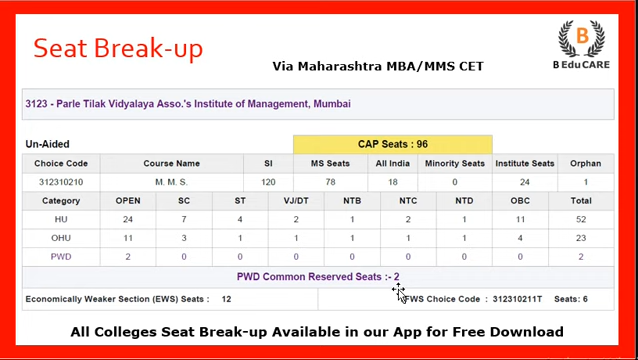 Seat Break-up
B
B EduCARE
Via Maharashtra MBA/MMS CET
3123 - Parle Tilak Vidyalaya Asso.'s Institute of Management, Mumbai
Un-Aided
CAP Seats : 96
Choice Code Course Name SI MS Seats All India Minority Seats Institute Seats Orphan
312310210 M. M. S. 120 78 18 0 24 1
Category OPEN SC ST VJ/DT NTB NTC NTD OBC Total
HU 24 7 4 2 1 2 1 11 52
OHU 11 3 1 1 1 1 1 4 23
PWD 2 0 0 0 0 0 0 0 2
PWD Common Reserved Seats :- 2
Economically Weaker Section (EWS) Seats : 12 FWS Choice Code : 312310211T Seats: 6
All Colleges Seat Break-up Available in our App for Free Download